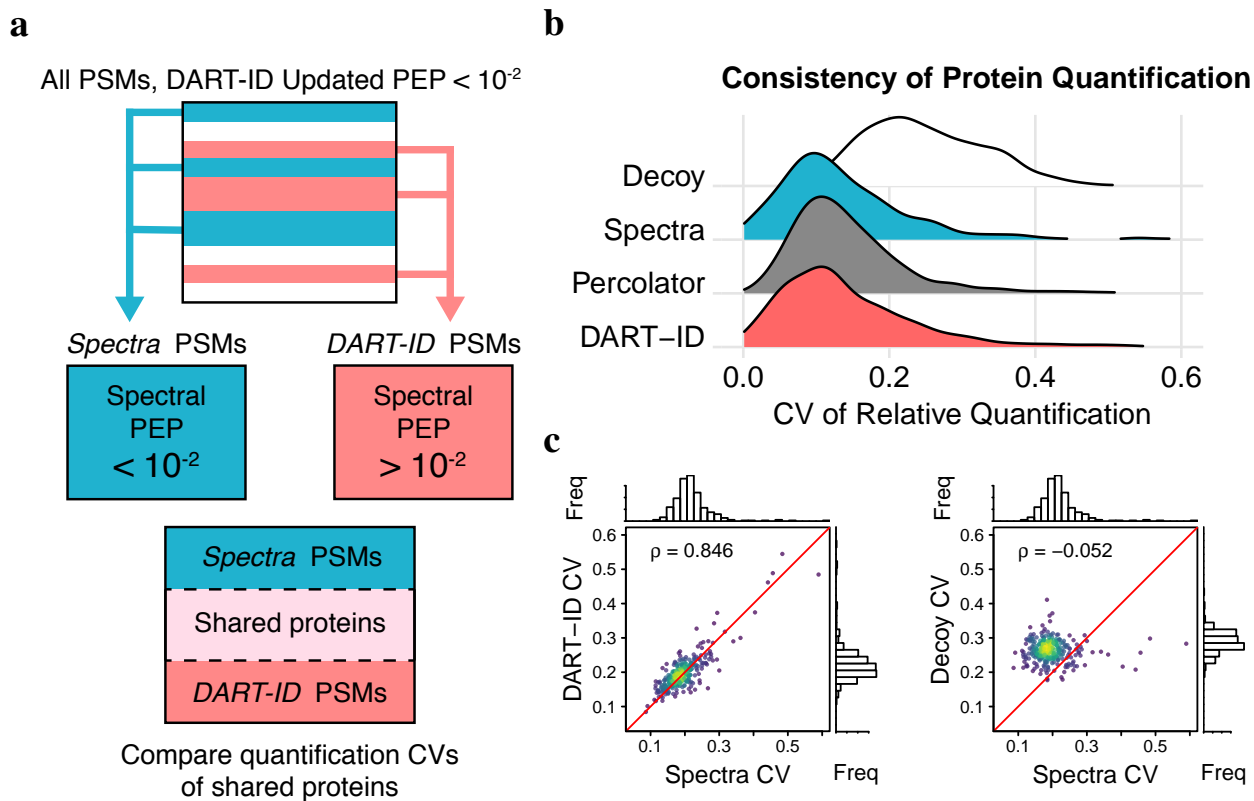 a
All PSMs, DART-ID Updated PEP < 10⁻²
Spectra PSMs
DART-ID PSMs
Spectral
PEP
< 10⁻²
Spectral
PEP
> 10⁻²
Spectra PSMs
Shared proteins
DART-ID PSMs
Compare quantification CVs
of shared proteins
b
Consistency of Protein Quantification
Decoy
Spectra
Percolator
DART−ID
0.0 0.2 0.4 0.6
CV of Relative Quantification
c
Freq
ρ = 0.846
DART−ID CV
0.6
0.5
0.4
0.3
0.2
0.1
0.1 0.3 0.5
Spectra CV
Freq
Freq
ρ = −0.052
Decoy CV
0.6
0.5
0.4
0.3
0.2
0.1
0.1 0.3 0.5
Spectra CV
Freq